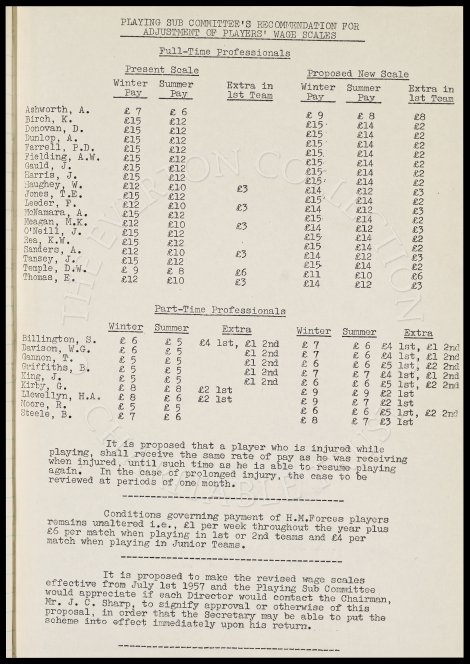 PLAYING SUB COMMITTEE'S RECOMMENDATION FOR
ADJUSTMENT OF PLAYERS' WAGE SCALES
Full-Time Professionals
Present Scale Proposed New Scale
Winter Pay Summer Pay Extra in 1st Team Winter Pay Summer Pay Extra in 1st Team
Ashworth, A. £ 7 £ 6 £ 9 £ 8 £8
Birch, K. £15 £12 £15 £14 £2
Donovan, D. £15 £12 £15 £14 £2
Dunlop, A. £15 £12 £15 £14 £2
Farrell, P.D. £15 £12 £15 £14 £2
Fielding, A.W. £15 £12 £15 £14 £2
Gauld, J. £15 £12 £15 £14 £2
Harris, J. £15 £12 £15 £14 £2
Haughey, W. £12 £10 £3 £14 £12 £3
Jones, T.E. £15 £12 £15 £14 £2
Leeder, F. £12 £10 £3 £14 £12 £3
McNamara, A. £15 £12 £15 £14 £2
Meagan, M.K. £12 £10 £3 £14 £12 £3
O'Neill, J. £15 £12 £15 £14 £2
Rea, K.W. £15 £12 £15 £14 £2
Sanders, A. £12 £10 £3 £14 £12 £3
Tansey, J. £15 £12 £15 £14 £2
Temple, D.W. £ 9 £ 8 £6 £11 £10 £6
Thomas, E. £12 £10 £3 £14 £12 £3
Part-Time Professionals
Winter Summer Extra Winter Summer Extra
Billington, S. £ 6 £ 5 £4 1st, £1 2nd £ 7 £ 6 £4 1st, £1 2nd
Davison, W.G. £ 6 £ 5 £1 2nd £ 7 £ 6 £4 1st, £1 2nd
Gannon, T. £ 5 £ 5 £1 2nd £ 6 £ 6 £5 1st, £2 2nd
Griffiths, B. £ 6 £ 5 £1 2nd £ 7 £ 7 £4 1st, £1 2nd
King, J. £ 5 £ 5 £1 2nd £ 6 £ 6 £5 1st, £2 2nd
Kirby, G. £ 8 £ 8 £2 1st £ 9 £ 9 £2 1st
Llewellyn, H.A. £ 8 £ 6 £2 1st £ 9 £ 7 £2 1st
Moore, R. £ 5 £ 5 £ 6 £ 6 £5 1st, £2 2nd
Steele, B. £ 7 £ 6 £ 8 £ 7 £3 1st
It is proposed that a player who is injured while
playing, shall receive the same rate of pay as he was receiving
when injured, until such time as he is able to resume playing
again. In the case of prolonged injury, the case to be
reviewed at periods of one month.
Conditions governing payment of H.M.Forces players
remains unaltered i.e., £1 per week throughout the year plus
£6 per match when playing in 1st or 2nd teams and £4 per
match when playing in Junior Teams.
It is proposed to make the revised wage scales
effective from July 1st 1957 and the Playing Sub Committee
would appreciate if each Director would contact the Chairman,
Mr. J. C. Sharp, to signify approval or otherwise of this
proposal, in order that the Secretary may be able to put the
scheme into effect immediately upon his return.
THE EVERTON COLLECTION